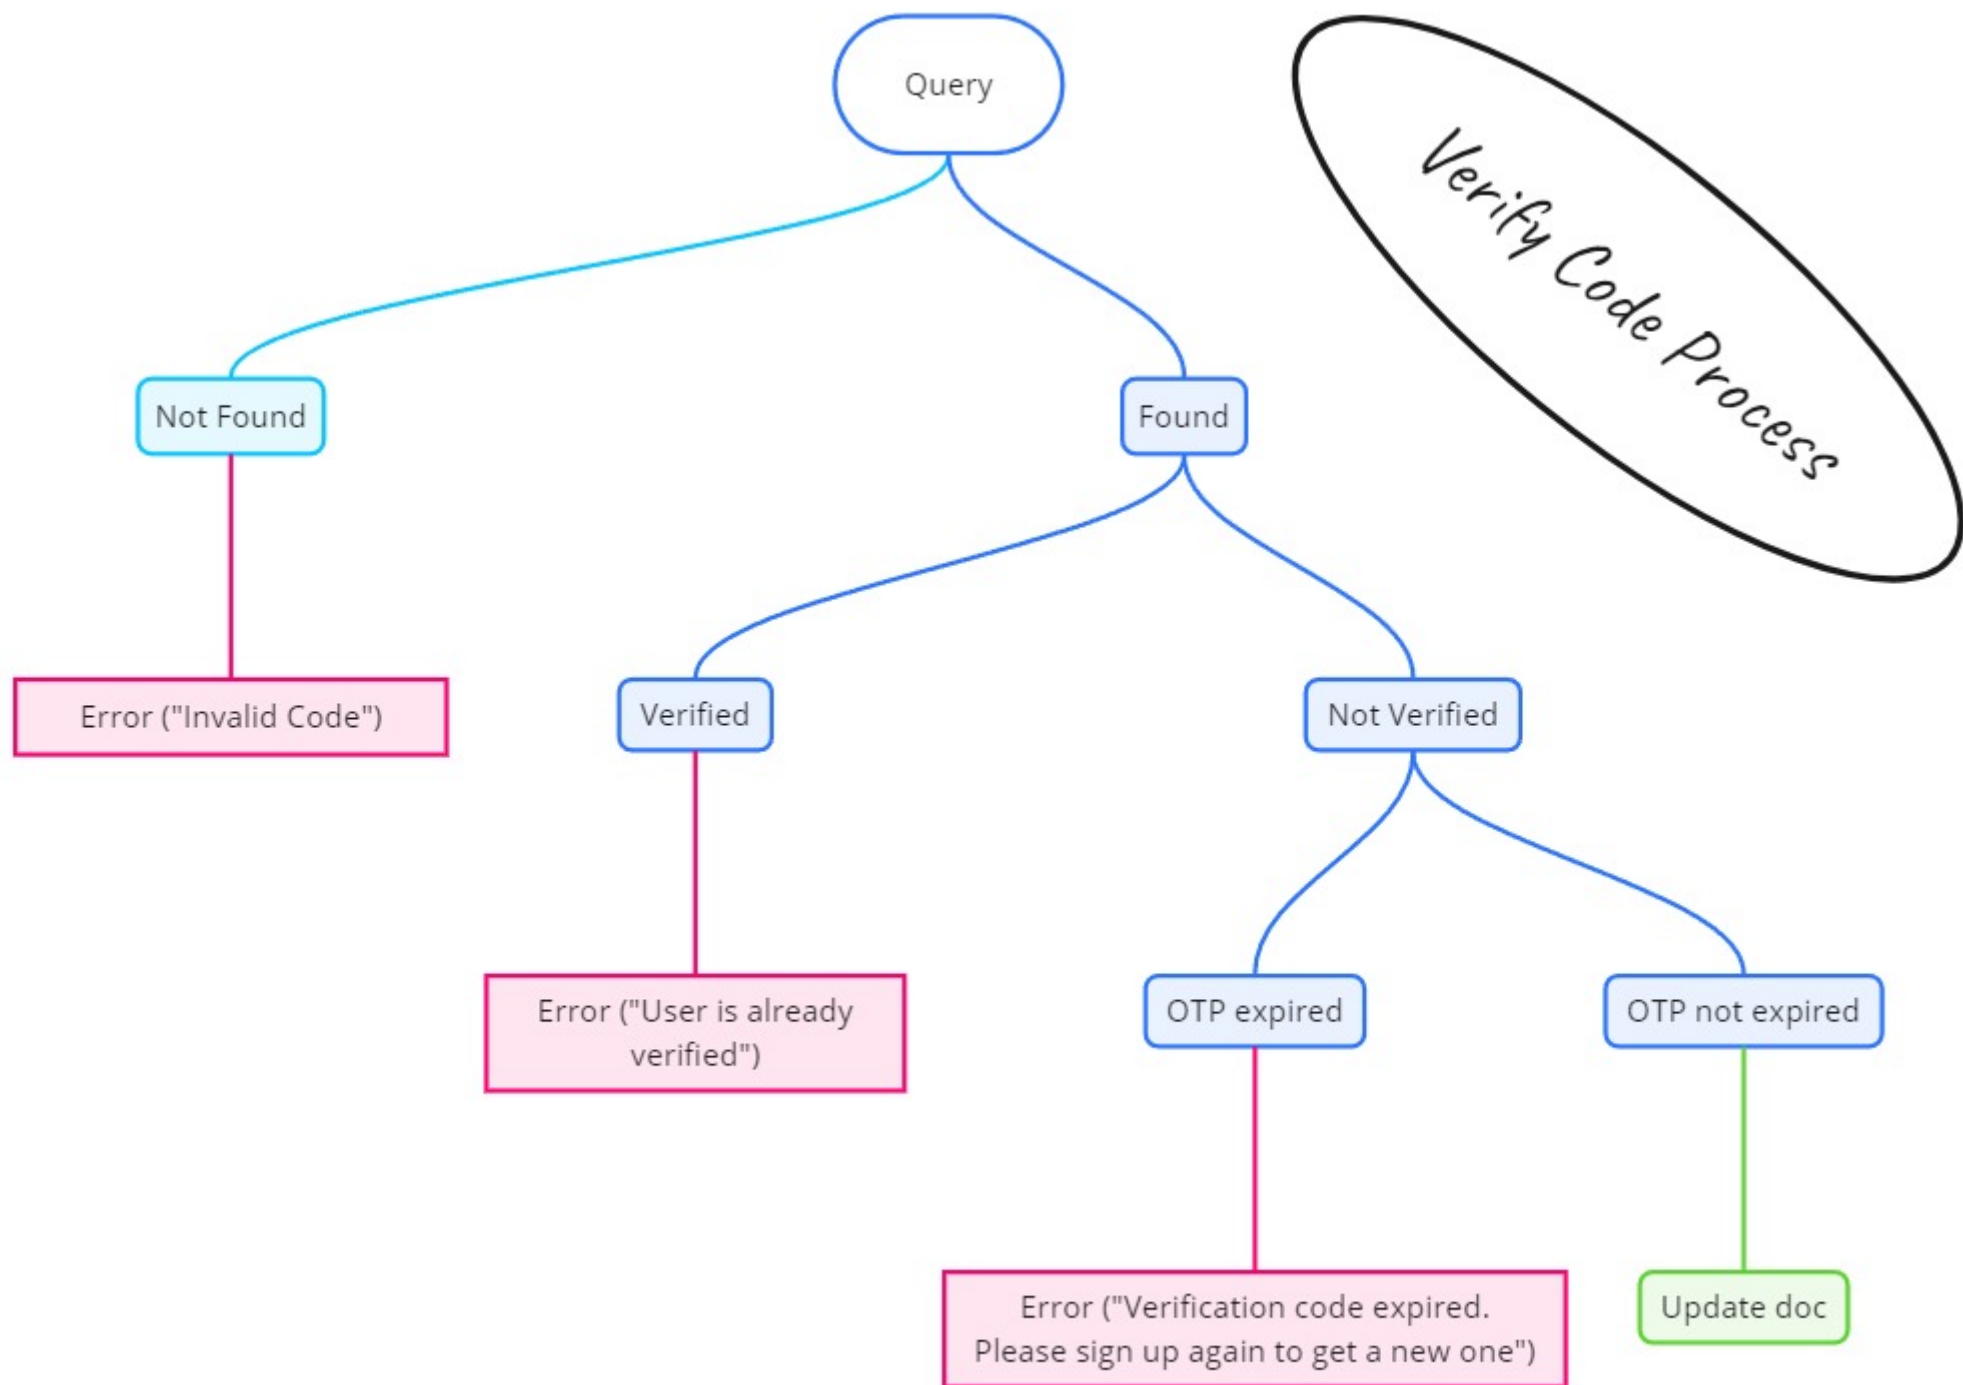 Query
Verify Code Process
Not Found
Found
Error ("Invalid Code")
Verified
Not Verified
Error ("User is already
verified")
OTP expired
OTP not expired
Error ("Verification code expired.
Please sign up again to get a new one")
Update doc